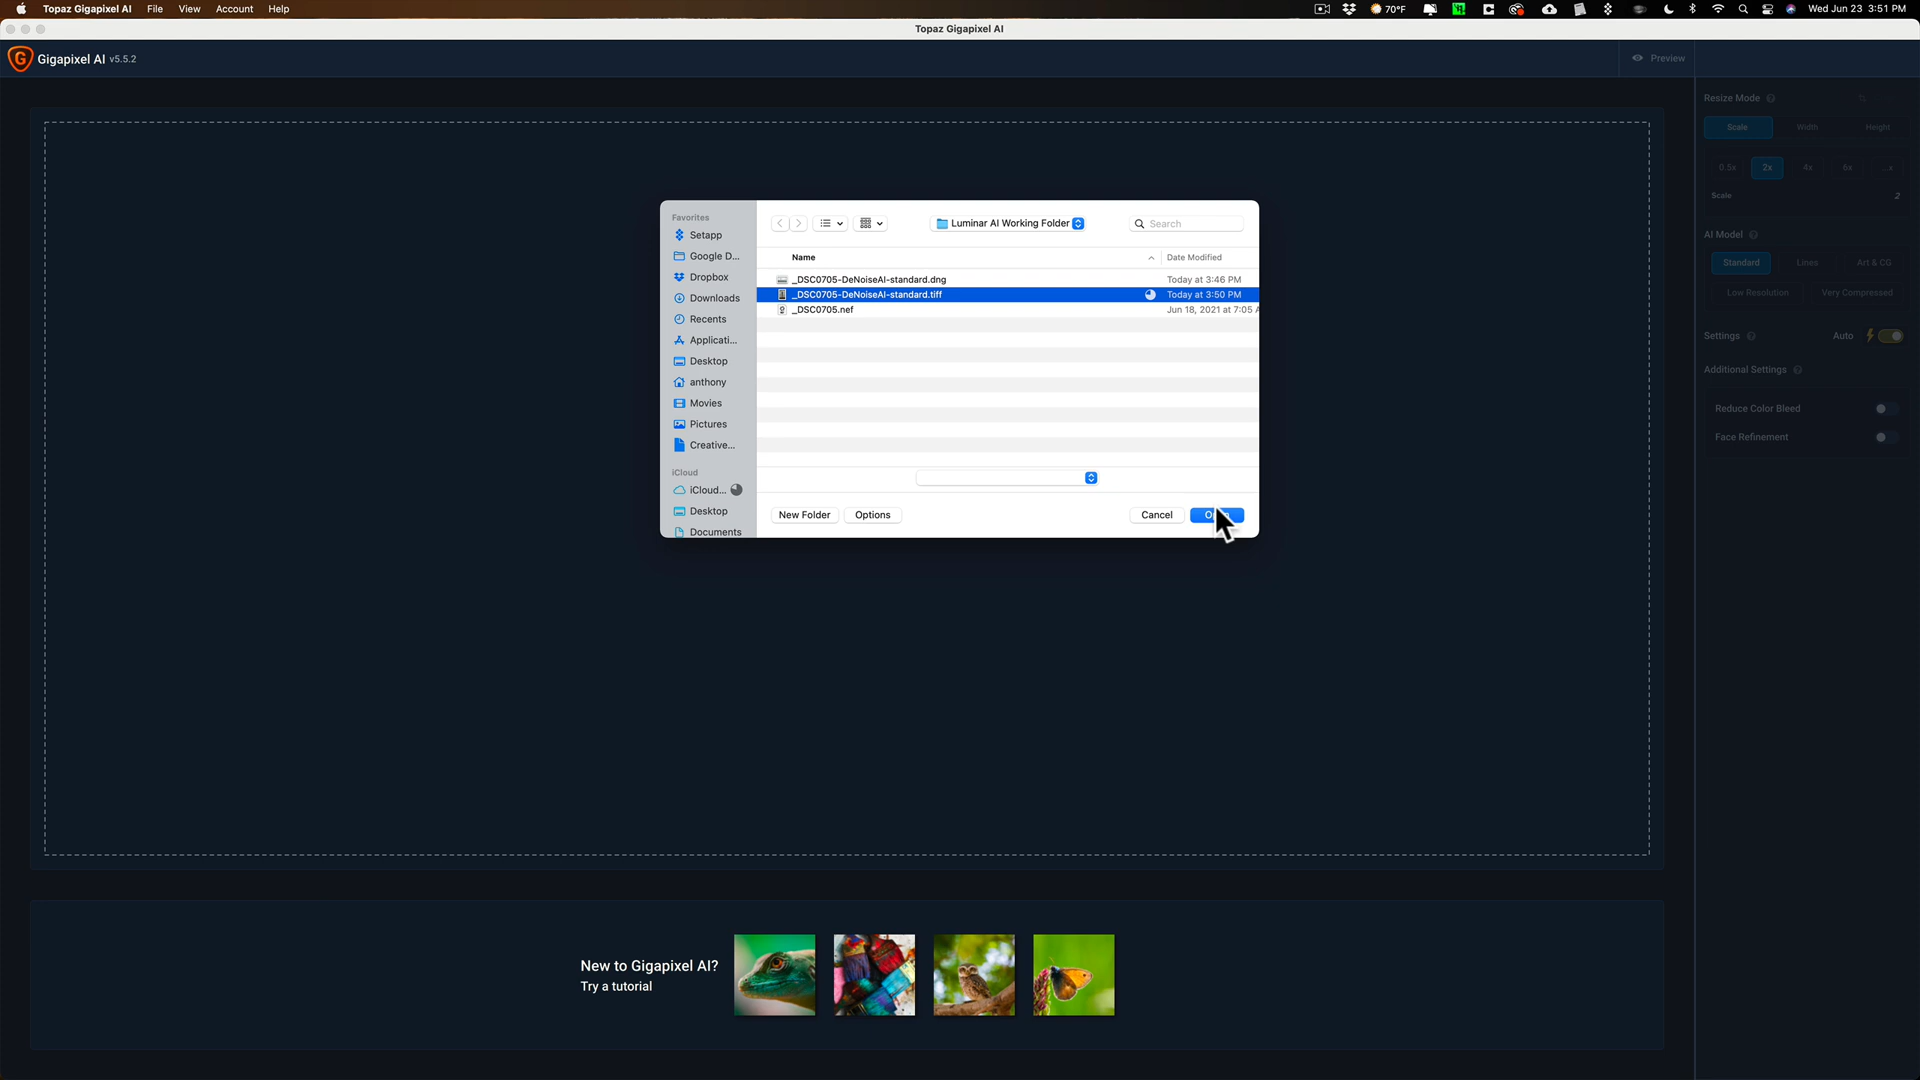 Topaz Gigapixel AI File View Account Help 70°F Wed Jun 23 3:51 PM
Topaz Gigapixel AI
Gigapixel AI v5.5.2
Preview
Resize Mode
Scale Width Height
0.5x 2x 4x 6x ...x
Scale 2
AI Model
Standard Lines Art & CG
Low Resolution Very Compressed
Settings Auto
Additional Settings
Reduce Color Bleed
Face Refinement
Favorites
Setapp
Google D...
Dropbox
Downloads
Recents
Applicati...
Desktop
anthony
Movies
Pictures
Creative...
iCloud
iCloud...
Desktop
Documents
Luminar AI Working Folder
Search
Name Date Modified
_DSC0705-DeNoiseAI-standard.dng Today at 3:46 PM
_DSC0705-DeNoiseAI-standard.tiff Today at 3:50 PM
_DSC0705.nef Jun 18, 2021 at 7:05
New Folder Options Cancel
New to Gigapixel AI?
Try a tutorial